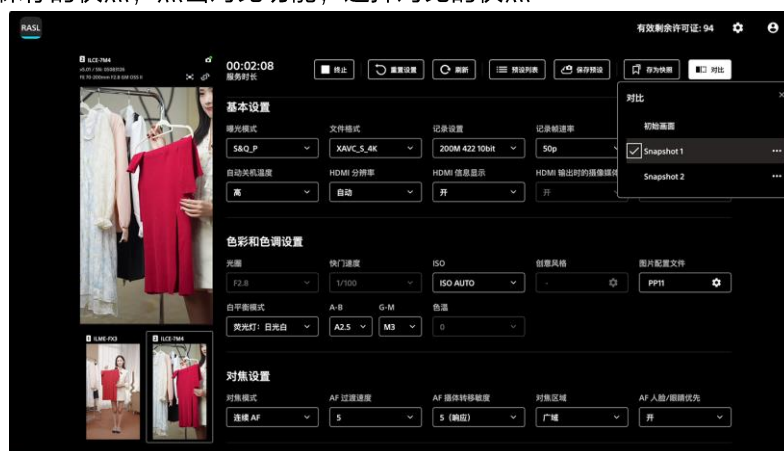 RASL
有效剩余许可证: 94
2 ILCE-7M4
00:02:08
服务时长
终止
重置设置
刷新
预设列表
保存预设
存为快照
对比
对比
初始画面
Snapshot 1
Snapshot 2
基本设置
曝光模式 文件格式 记录设置 记录帧速率
S&Q_P XAVC_S_4K 200M 422 10bit 50p
自动关机温度 HDMI 分辨率 HDMI 信息显示 HDMI 输出时的摄像媒体
高 自动 开 开
色彩和色调设置
光圈 快门速度 ISO 创意风格 图片配置文件
F2.8 1/100 ISO AUTO - PP11
白平衡模式 A-B G-M 色温
荧光灯: 日光白 A2.5 M3 0
1 ILME-FX3 2 ILCE-7M4
对焦设置
对焦模式 AF 过渡速度 AF 摄体转移敏度 对焦区域 AF 人脸/眼睛优先
连续 AF 5 5 (响应) 广域 开